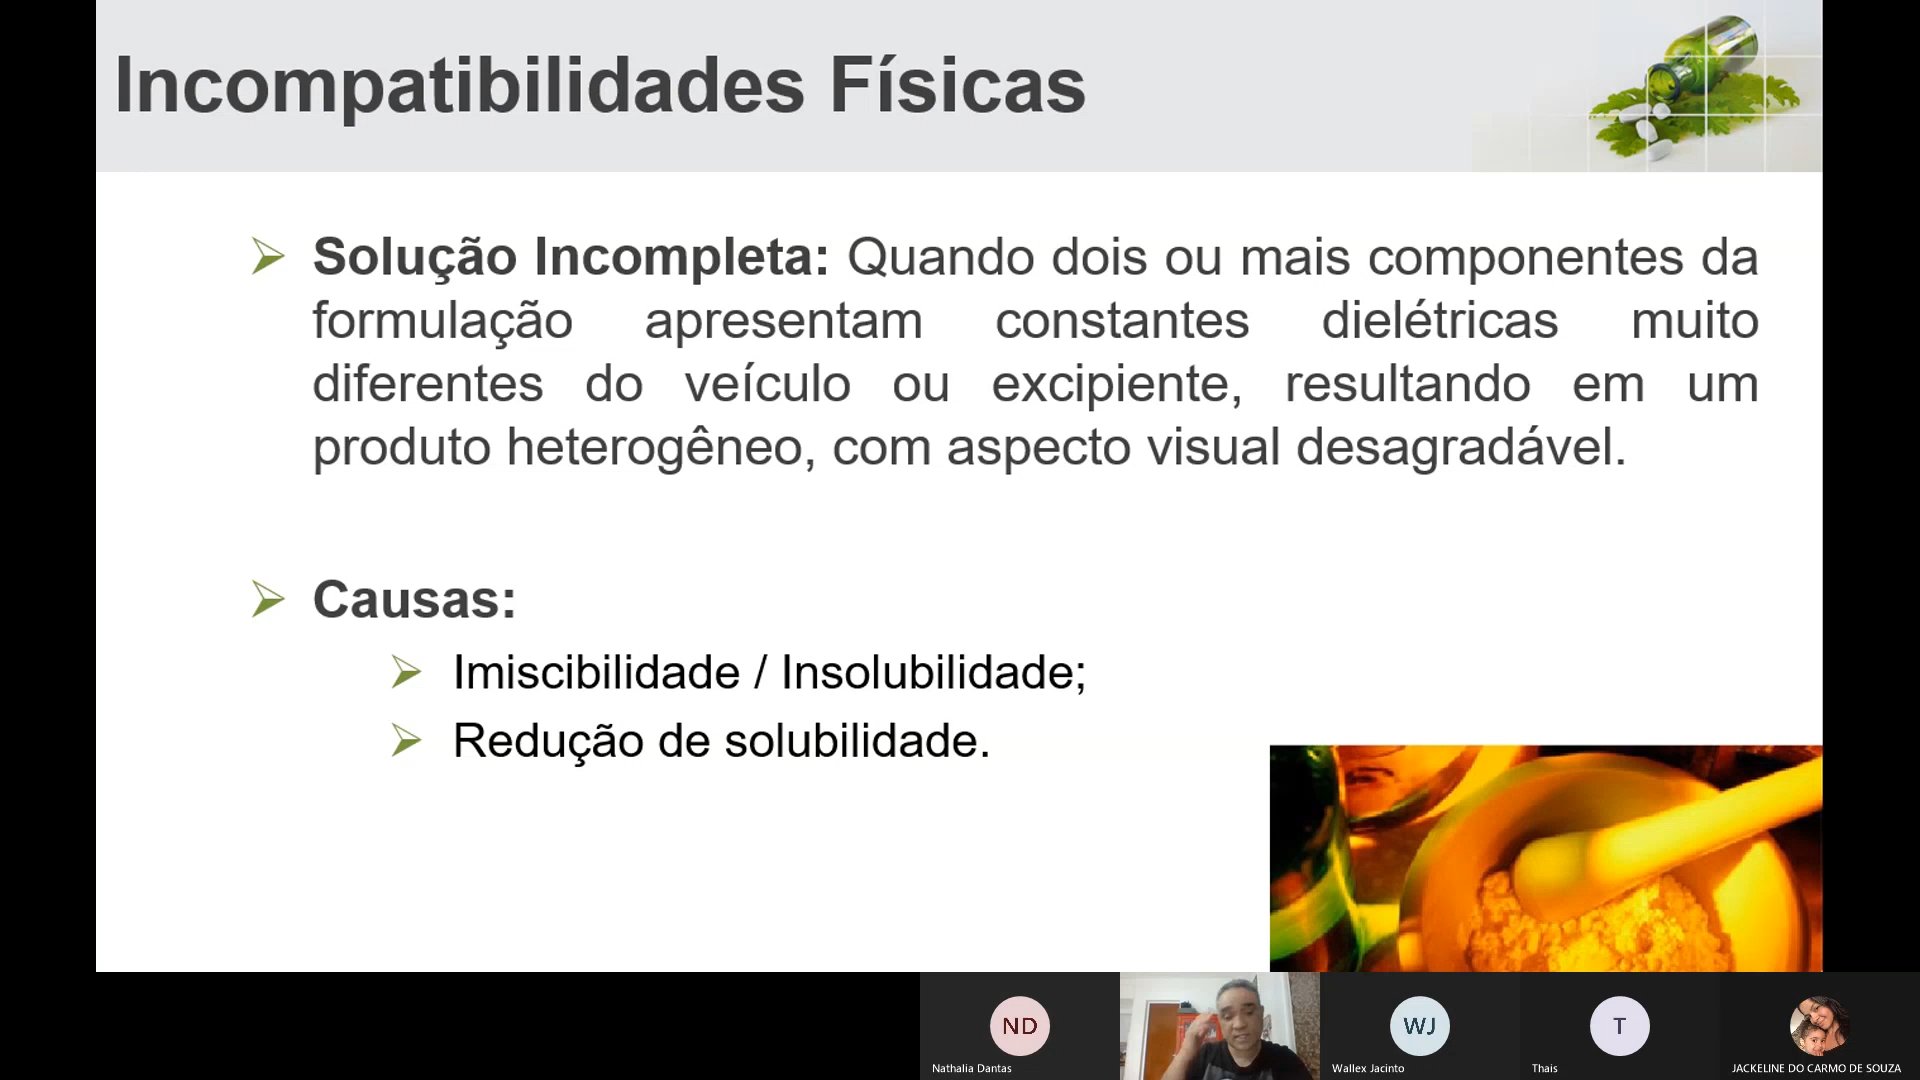 Incompatibilidades Físicas
Solução Incompleta: Quando dois ou mais componentes da
formulação apresentam constantes dielétricas muito
diferentes do veículo ou excipiente, resultando em um
produto heterogêneo, com aspecto visual desagradável.
Causas:
Imiscibilidade / Insolubilidade;
Redução de solubilidade.
ND
WJ
T
Nathalia Dantas
Wallex Jacinto
Thais
JACKELINE DO CARMO DE SOUZA